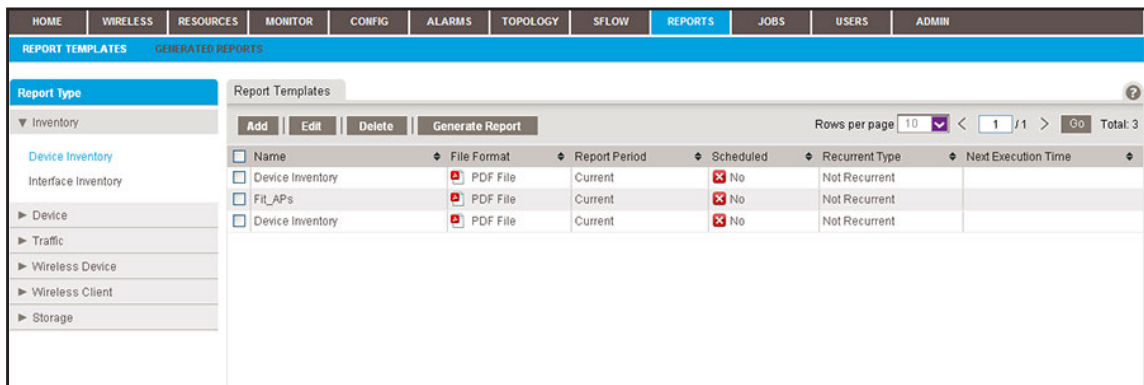 HOME WIRELESS RESOURCES MONITOR CONFIG ALARMS TOPOLOGY SFLOW REPORTS JOBS USERS ADMIN
REPORT TEMPLATES GENERATED REPORTS
Report Type
Inventory
Device Inventory
Interface Inventory
Device
Traffic
Wireless Device
Wireless Client
Storage
Report Templates ?
Add Edit Delete Generate Report Rows per page 10 < 1 /1 > Go Total: 3
Name File Format Report Period Scheduled Recurrent Type Next Execution Time
Device Inventory PDF File Current No Not Recurrent
Fit_APs PDF File Current No Not Recurrent
Device Inventory PDF File Current No Not Recurrent